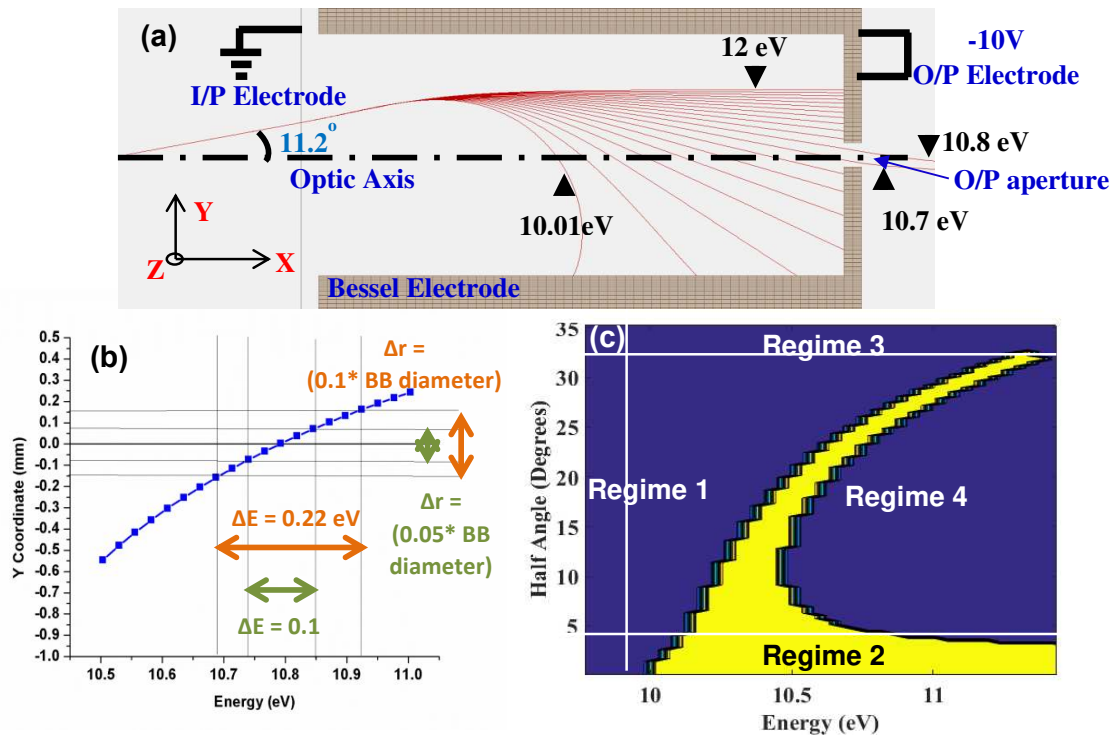 (a)
12 eV
-10V
O/P Electrode
I/P Electrode
11.2°
Optic Axis
10.8 eV
O/P aperture
10.01eV
10.7 eV
Y
Z
X
Bessel Electrode
(b)
0.5
0.4
0.3
0.2
0.1
0.0
-0.1
-0.2
-0.3
-0.4
-0.5
-0.6
-0.7
-0.8
-0.9
-1.0
Y Coordinate (mm)
Δr =
(0.1* BB
diameter)
Δr =
(0.05* BB
diameter)
ΔE = 0.22 eV
ΔE = 0.1
10.5 10.6 10.7 10.8 10.9 11.0
Energy (eV)
(c)
Regime 3
Regime 1
Regime 4
Regime 2
35
30
25
20
15
10
5
Half Angle (Degrees)
10 10.5 11
Energy (eV)